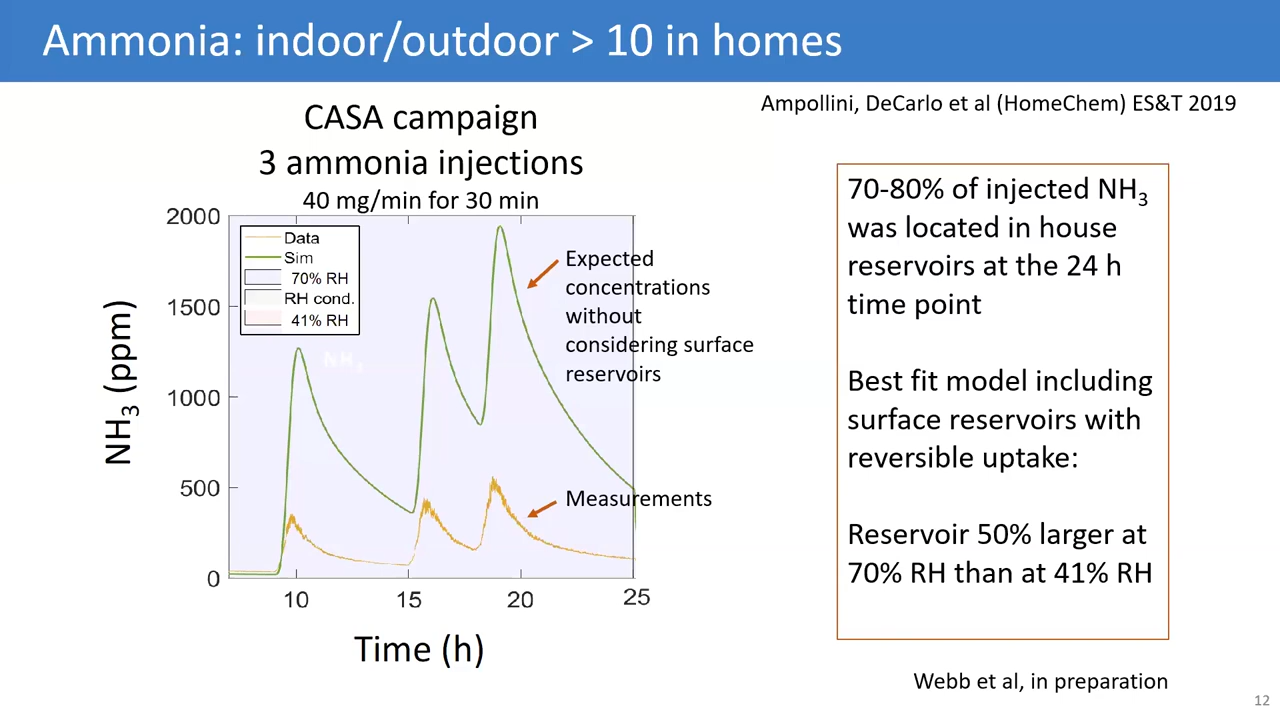 Ammonia: indoor/outdoor > 10 in homes
Ampollini, DeCarlo et al (HomeChem) ES&T 2019
CASA campaign
3 ammonia injections
40 mg/min for 30 min
2000
1500
1000
500
0
NH₃ (ppm)
Data
Sim
70% RH
RH cond.
41% RH
NH₃
Expected
concentrations
without
considering surface
reservoirs
Measurements
10
15
20
25
Time (h)
70-80% of injected NH₃
was located in house
reservoirs at the 24 h
time point
Best fit model including
surface reservoirs with
reversible uptake:
Reservoir 50% larger at
70% RH than at 41% RH
Webb et al, in preparation
12